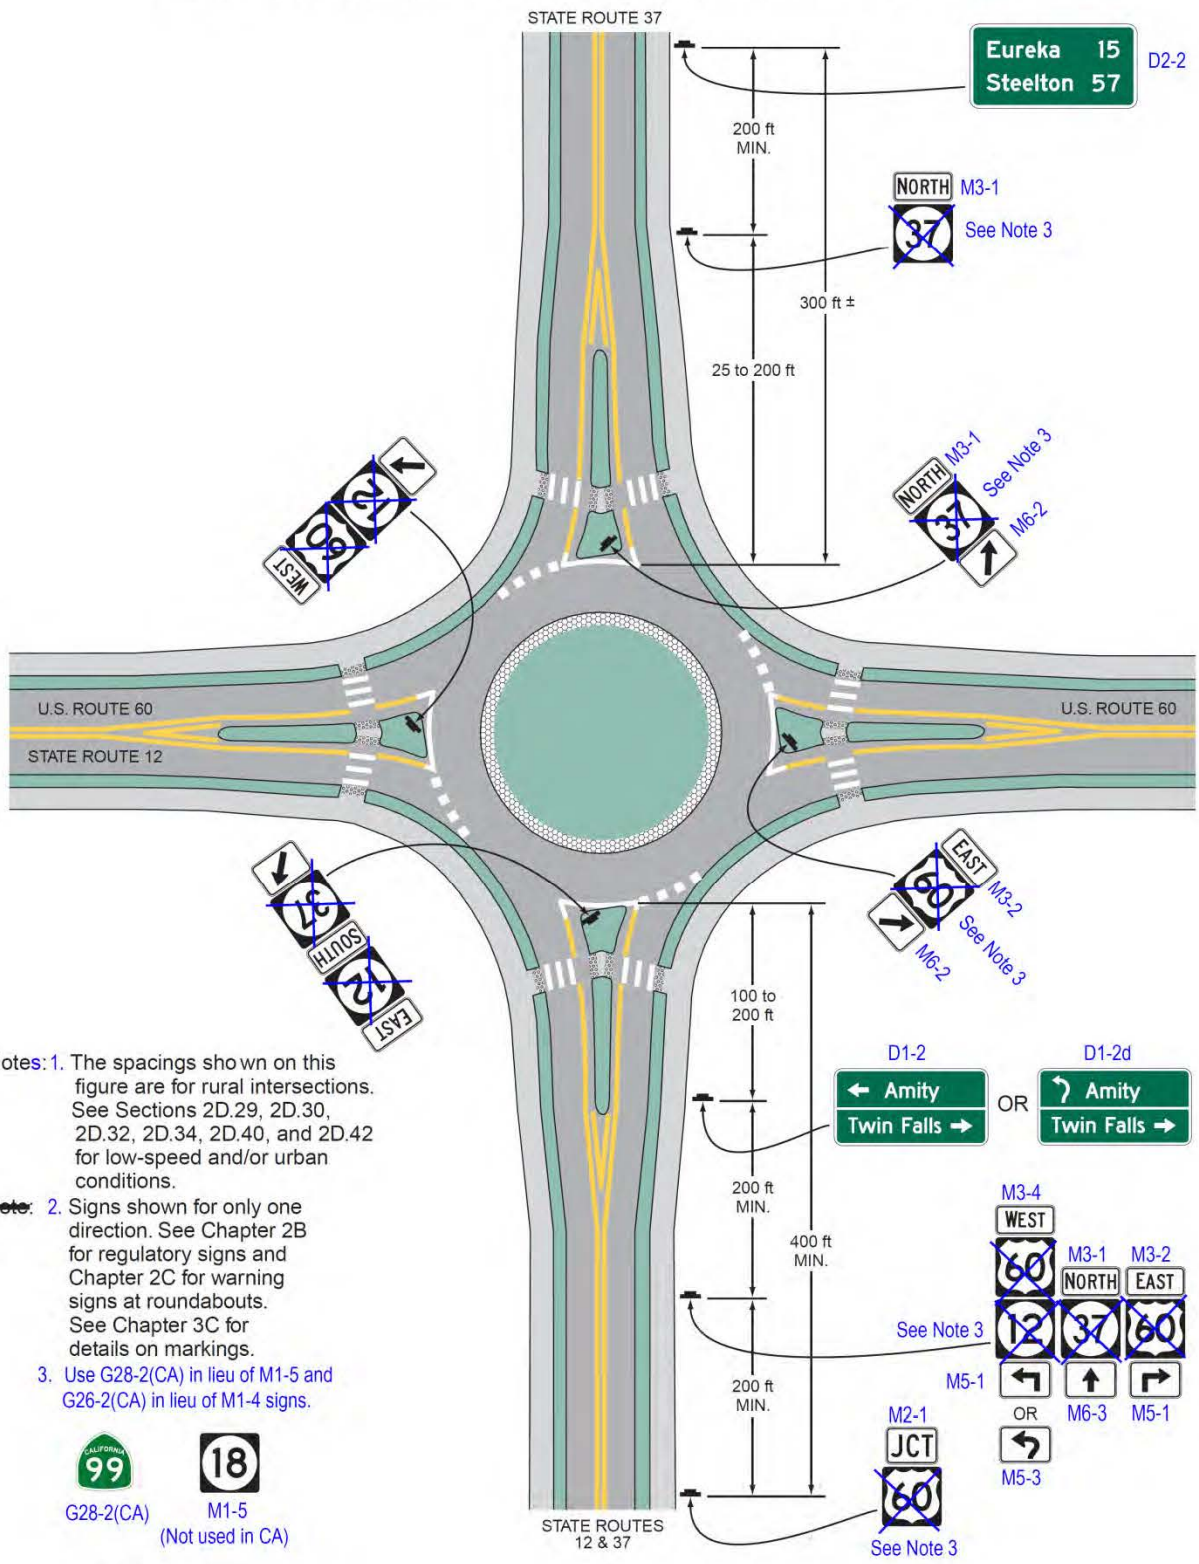 STATE ROUTE 37
Eureka 15
Steelton 57
D2-2
200 ft
MIN.
NORTH
M3-1
37
See Note 3
300 ft ±
25 to 200 ft
NORTH
M3-1
37
See Note 3
M6-2
12
60
WEST
U.S. ROUTE 60
STATE ROUTE 12
U.S. ROUTE 60
EAST
M3-2
60
See Note 3
M6-2
37
SOUTH
12
EAST
100 to
200 ft
D1-2
Amity
Twin Falls
OR
D1-2d
Amity
Twin Falls
200 ft
MIN.
400 ft
MIN.
M3-4
WEST
60
M3-1
M3-2
NORTH
EAST
See Note 3
12
37
60
M5-1
OR
M6-3
M5-1
M5-3
200 ft
MIN.
M2-1
JCT
60
See Note 3
STATE ROUTES
12 & 37
otes: 1. The spacings shown on this
figure are for rural intersections.
See Sections 2D.29, 2D.30,
2D.32, 2D.34, 2D.40, and 2D.42
for low-speed and/or urban
conditions.
ote: 2. Signs shown for only one
direction. See Chapter 2B
for regulatory signs and
Chapter 2C for warning
signs at roundabouts.
See Chapter 3C for
details on markings.
3. Use G28-2(CA) in lieu of M1-5 and
G26-2(CA) in lieu of M1-4 signs.
CALIFORNIA
99
G28-2(CA)
18
M1-5
(Not used in CA)